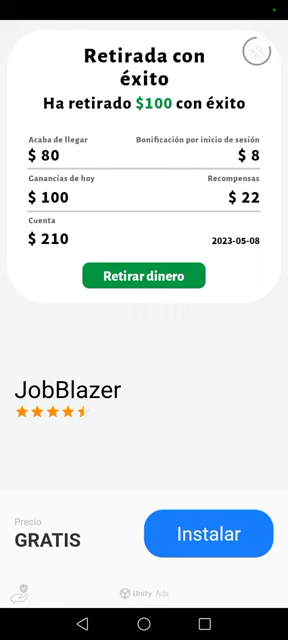 Retirada con
éxito
Ha retirado $100 con éxito
Acaba de llegar
Bonificación por inicio de sesión
$ 80
$ 8
Ganancias de hoy
Recompensas
$ 100
$ 22
Cuenta
$ 210
2023-05-08
Retirar dinero
JobBlazer
Precio
GRATIS
Instalar
Unity Ads